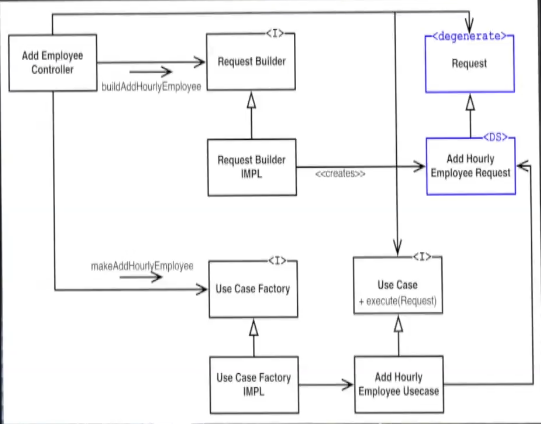 <I>
<degenerate>
Add Employee
Controller
Request Builder
Request
buildAddHourlyEmployee
<DS>
Request Builder
IMPL
<<creates>>
Add Hourly
Employee Request
makeAddHourlyEmployee
<I>
<I>
Use Case Factory
Use Case
+ execute(Request)
Use Case Factory
IMPL
Add Hourly
Employee Usecase